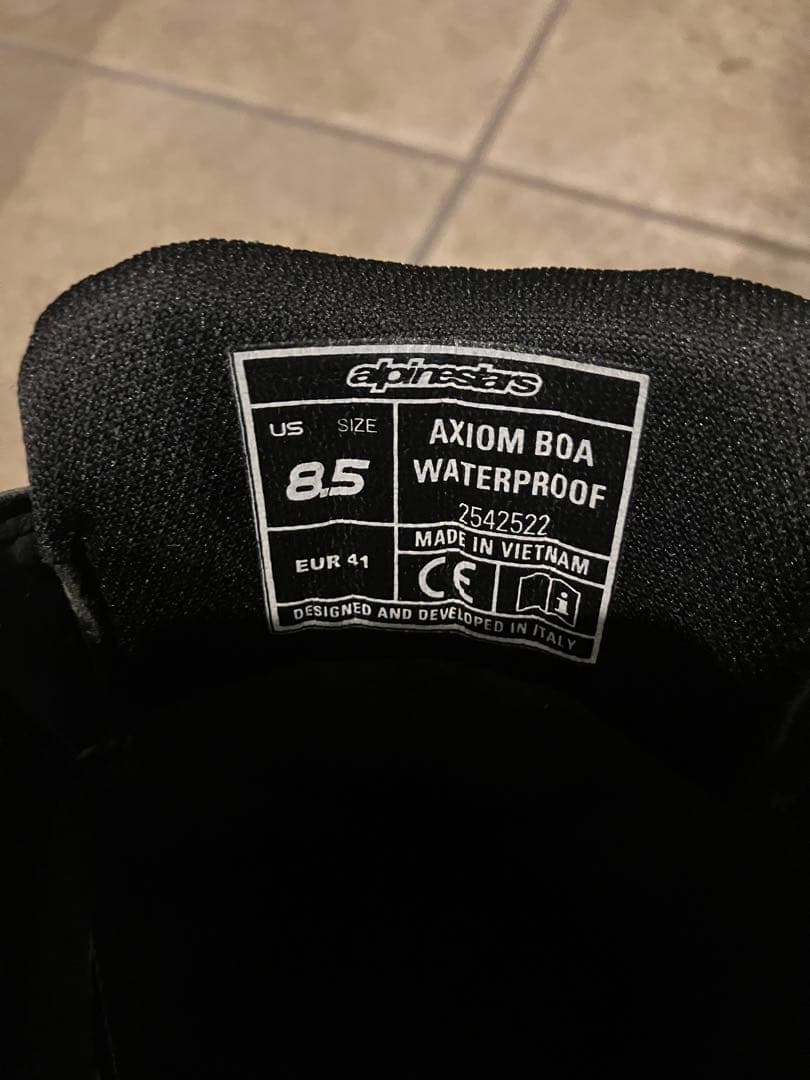 alpinestars
US SIZE
8.5
AXIOM BOA
WATERPROOF
2542522
MADE IN VIETNAM
EUR 41
CE
i
DESIGNED AND DEVELOPED IN ITALY